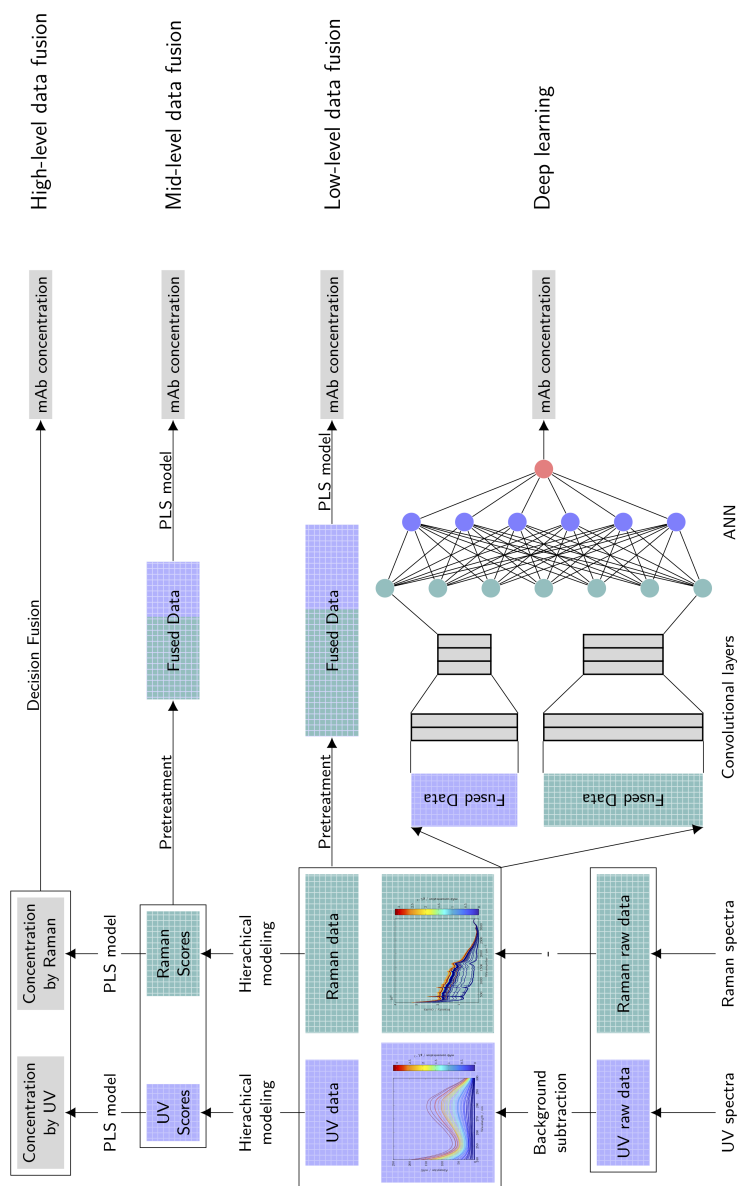 High-level data fusion
Mid-level data fusion
Low-level data fusion
Deep learning
mAb concentration
mAb concentration
mAb concentration
mAb concentration
Decision Fusion
PLS model
PLS model
Fused Data
Fused Data
Pretreatment
Pretreatment
ANN
Convolutional layers
Fused Data
Fused Data
Concentration
by Raman
PLS model
Raman
Scores
Hierachical
modeling
Raman data
-
Raman raw data
Raman spectra
Concentration
by UV
PLS model
UV
Scores
Hierachical
modeling
UV data
Background
subtraction
UV raw data
UV spectra